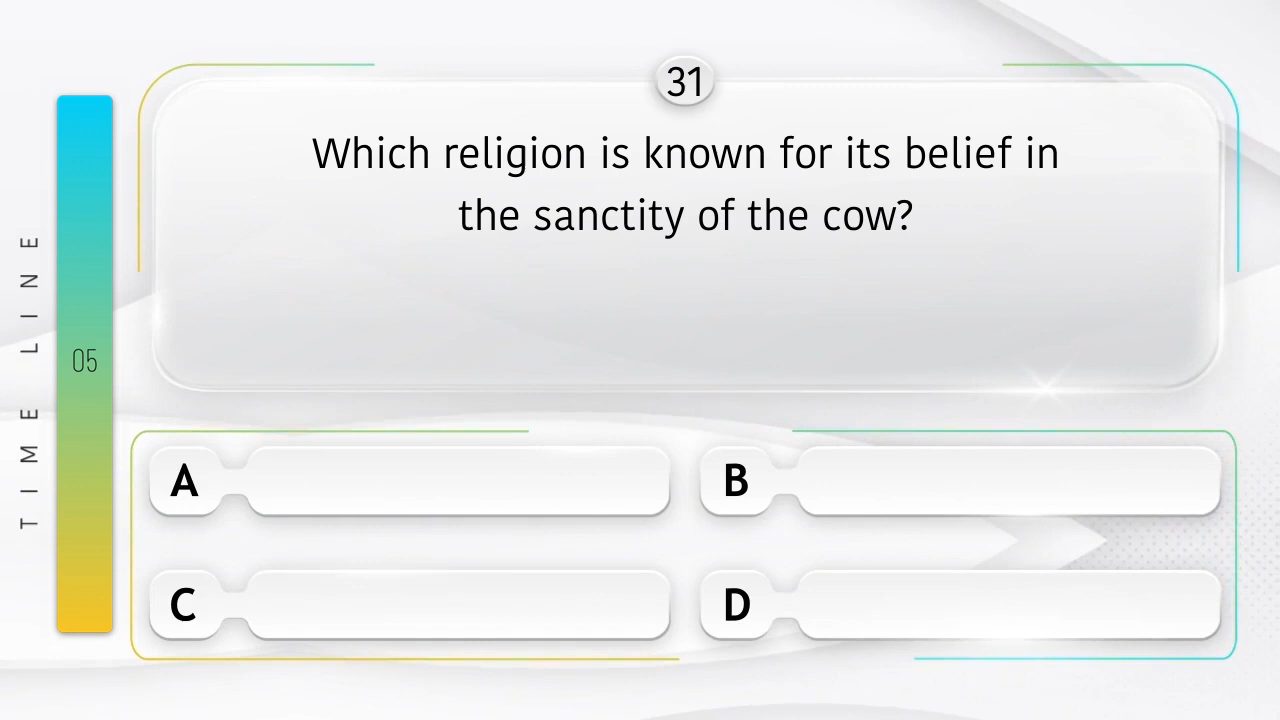 31
Which religion is known for its belief in
the sanctity of the cow?
TIME LINE
05
A
B
C
D